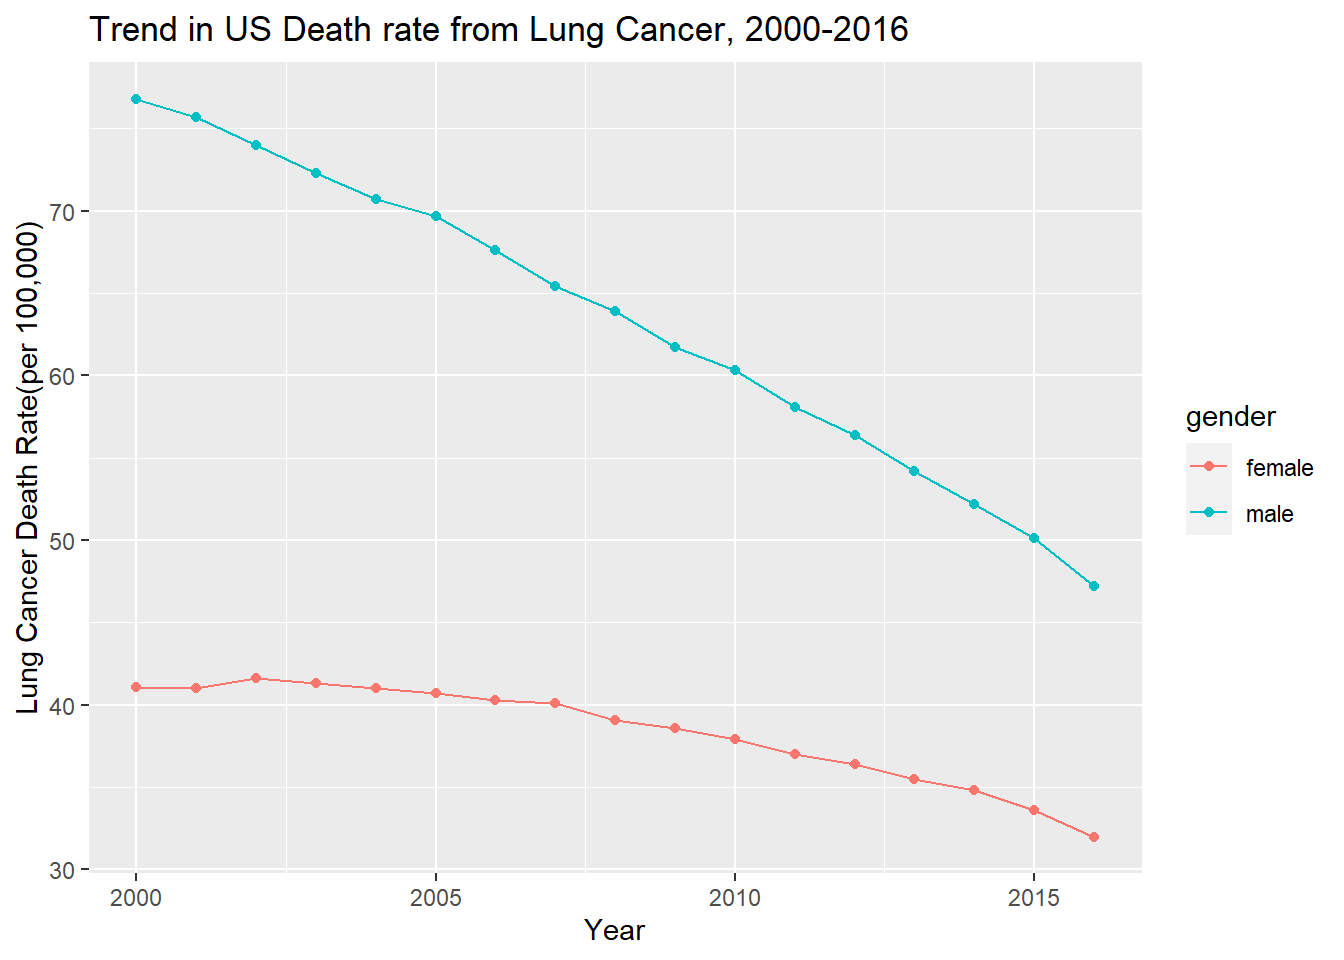 Trend in US Death rate from Lung Cancer, 2000-2016
Lung Cancer Death Rate(per 100,000)
70
60
50
40
30
2000
2005
2010
2015
Year
gender
female
male